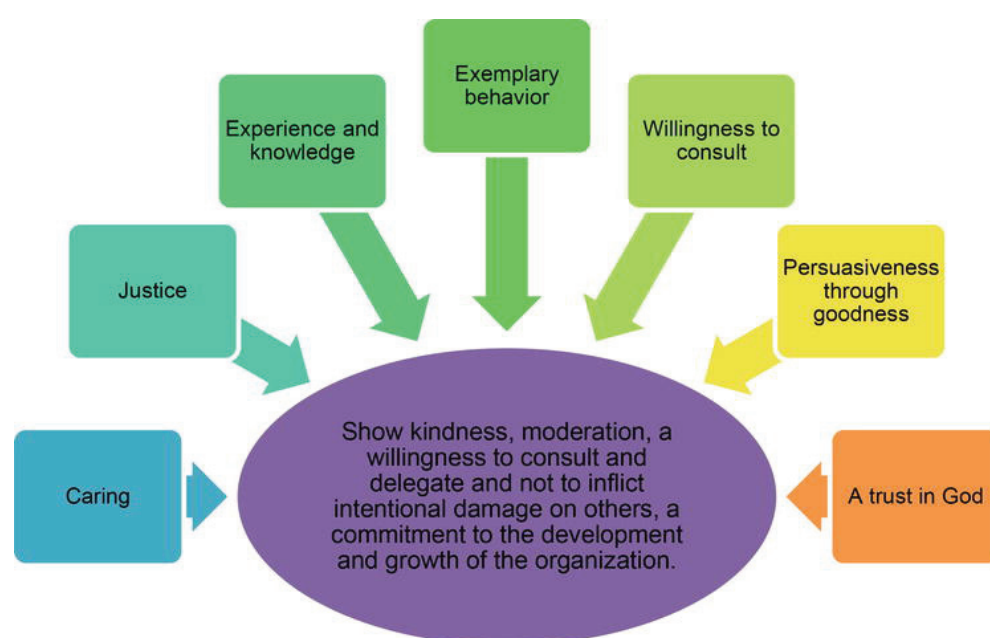 Exemplary
behavior
Experience and
knowledge
Willingness to
consult
Justice
Persuasiveness
through
goodness
Caring
Show kindness, moderation, a
willingness to consult and
delegate and not to inflict
intentional damage on others, a
commitment to the development
and growth of the organization.
A trust in God